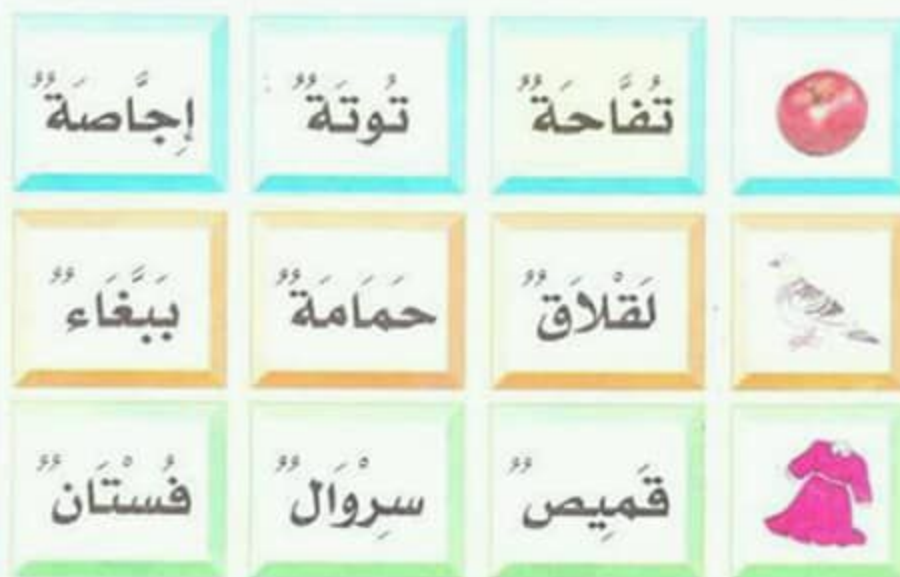 تُفَّاحَةٌ تُوتَةٌ إِجَّاصَةٌ
لَقْلَاقٌ حَمَامَةٌ بَبَّغَاءٌ
قَمِيصٌ سِرْوَالٌ فُسْتَانٌ